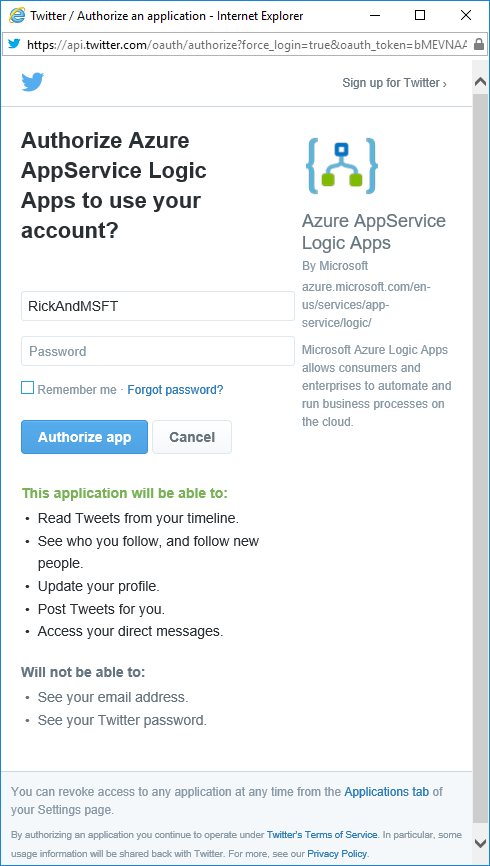 Twitter / Authorize an application - Internet Explorer
https://api.twitter.com/oauth/authorize?force_login=true&oauth_token=bMEVNAA
Sign up for Twitter ›
Authorize Azure
AppService Logic
Apps to use your
account?
RickAndMSFT
Password
Remember me · Forgot password?
Authorize app
Cancel
Azure AppService
Logic Apps
By Microsoft
azure.microsoft.com/en-
us/services/app-
service/logic/
Microsoft Azure Logic Apps
allows consumers and
enterprises to automate and
run business processes on
the cloud.
This application will be able to:
• Read Tweets from your timeline.
• See who you follow, and follow new
people.
• Update your profile.
• Post Tweets for you.
• Access your direct messages.
Will not be able to:
• See your email address.
• See your Twitter password.
You can revoke access to any application at any time from the Applications tab of
your Settings page.
By authorizing an application you continue to operate under Twitter's Terms of Service. In particular, some
usage information will be shared back with Twitter. For more, see our Privacy Policy.